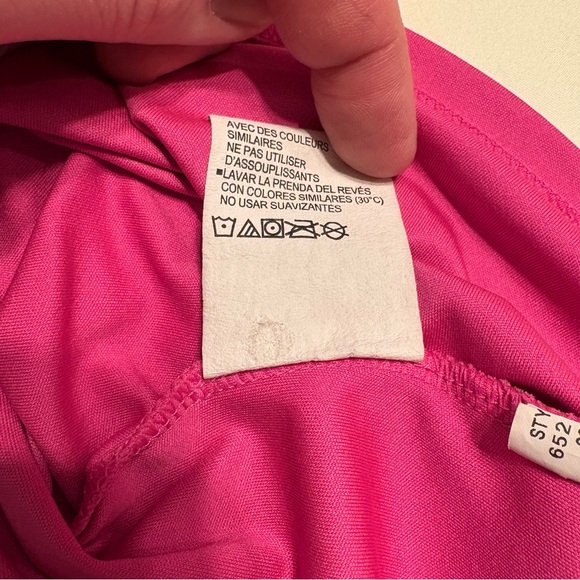 AVEC DES COULEURS
SIMILAIRES
NE PAS UTILISER
D'ASSOUPLISSANTS
▪LAVAR LA PRENDA DEL REVÉS
CON COLORES SIMILARES (30°C)
NO USAR SUAVIZANTES
STY
652